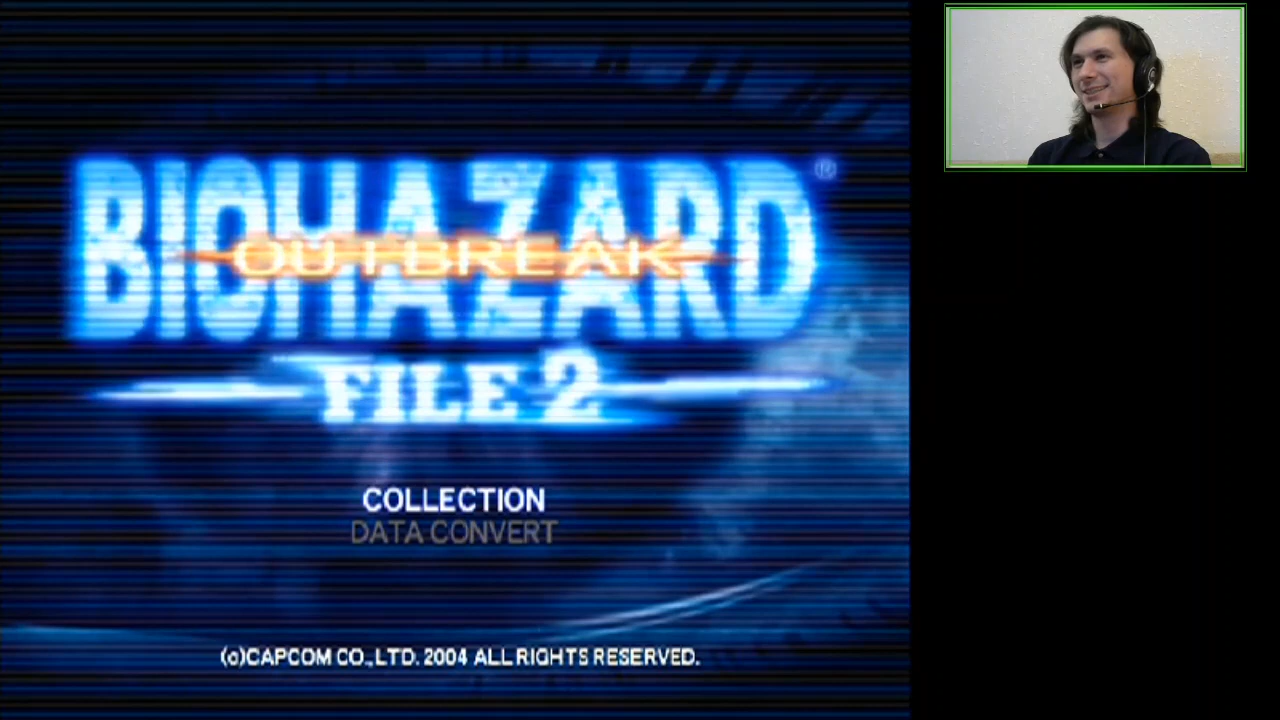 BIOHAZARD®
OUTBREAK
FILE 2
COLLECTION
DATA CONVERT
(c)CAPCOM CO.,LTD. 2004 ALL RIGHTS RESERVED.